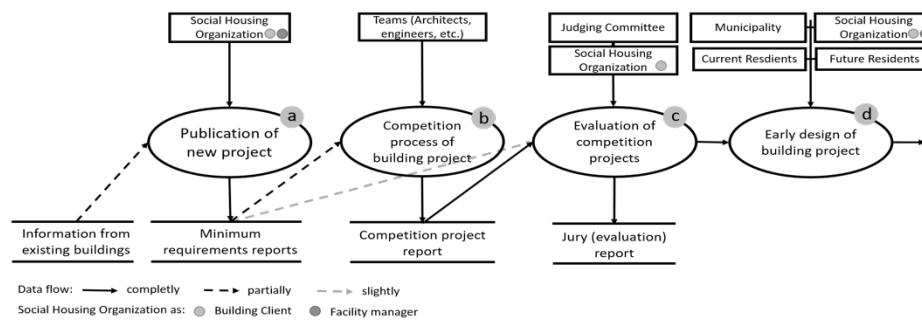 Social Housing
Organization
Teams (Architects,
engineers, etc.)
Judging Committee
Social Housing
Organization
Municipality
Social Housing
Organization
Current Resdients
Future Residents
a
Publication of
new project
b
Competition
process of
building project
c
Evaluation of
competition
projects
d
Early design of
building project
Information from
existing buildings
Minimum
requirements reports
Competition project
report
Jury (evaluation)
report
Data flow: completly partially slightly
Social Housing Organization as: Building Client Facility manager